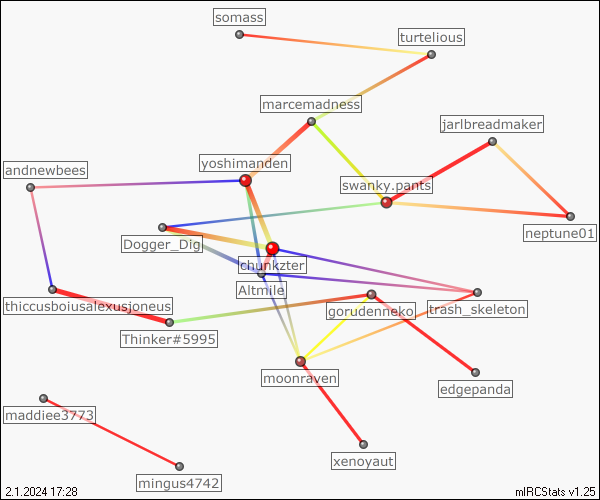 somass
turtelious
marcemadness
jarlbreadmaker
andnewbees
yoshimanden
swanky.pants
Dogger_Dig
neptune01
chunkzter
Altmile
thiccusboiusalexusioneus
gorudenneko
trash_skeleton
Thinker#5995
moonraven
edgepanda
maddiee3773
xenoyaut
mingus4742
2.1.2024 17:28
mIRCStats v1.25